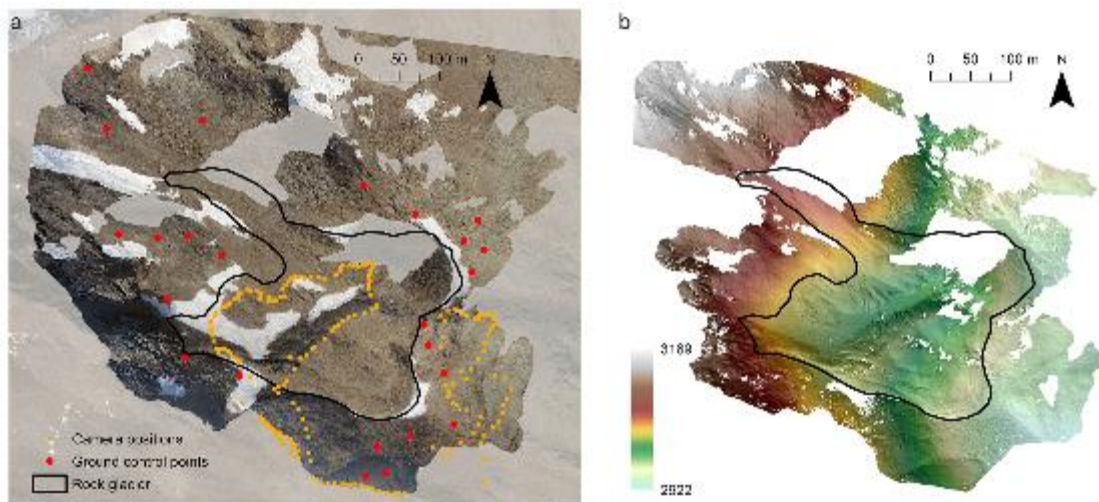 a
0 50 100 m
N
Camera positions
Ground control points
Rock glacier
b
0 50 100 m
N
3189
2922